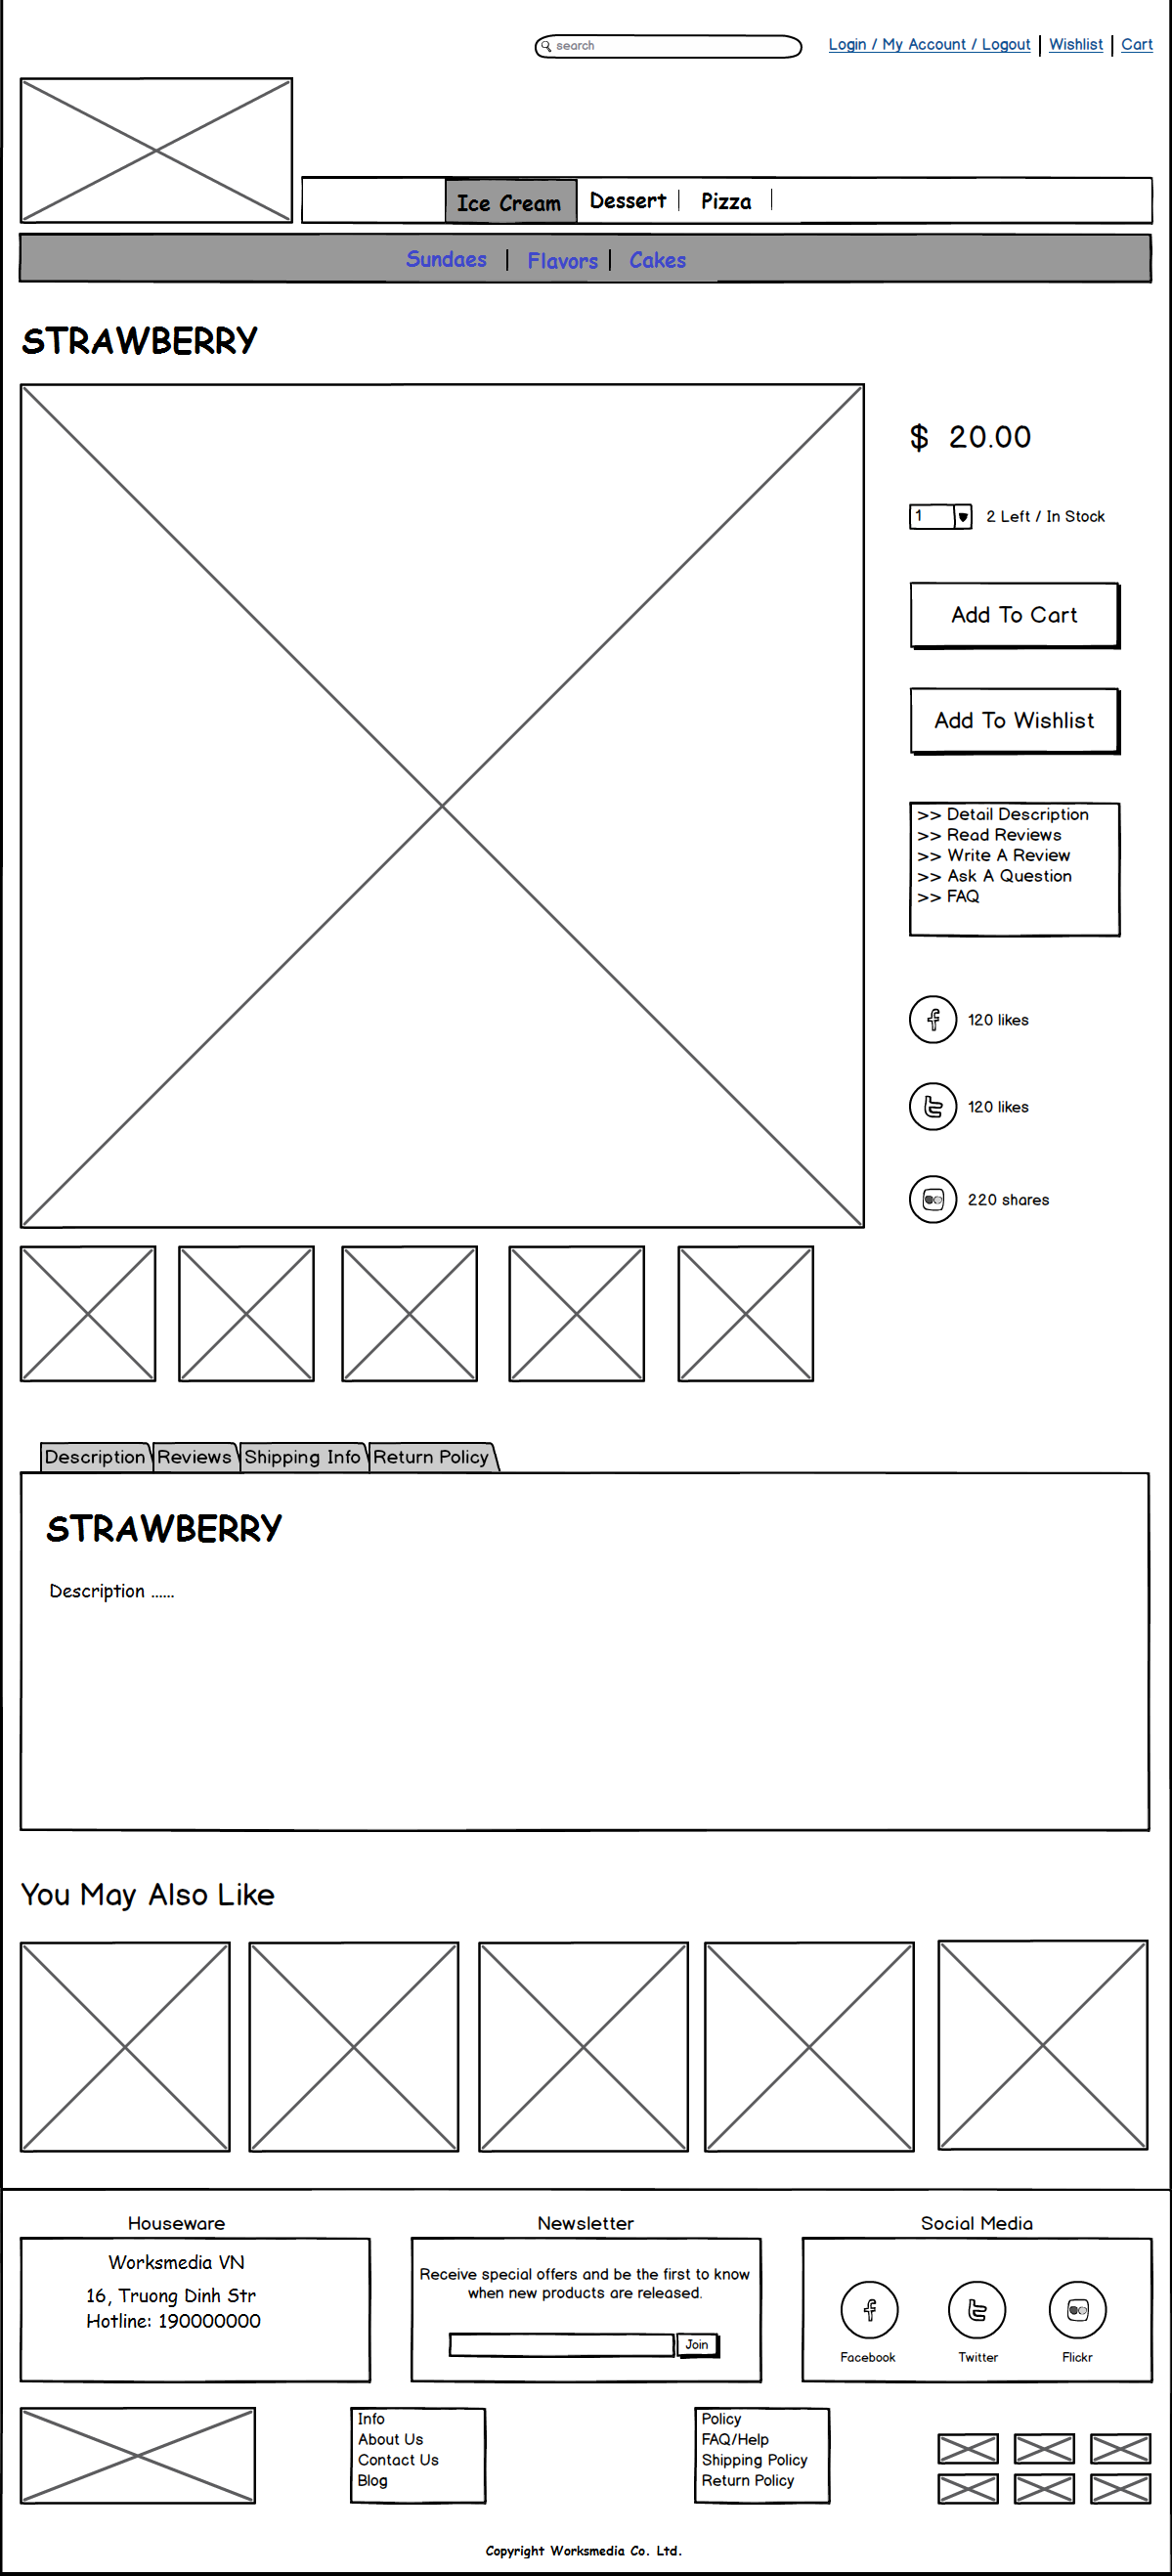 search
Login / My Account / Logout | Wishlist | Cart
Ice Cream Dessert | Pizza |
Sundaes | Flavors | Cakes
STRAWBERRY
$ 20.00
1 2 Left / In Stock
Add To Cart
Add To Wishlist
>> Detail Description
>> Read Reviews
>> Write A Review
>> Ask A Question
>> FAQ
120 likes
120 likes
220 shares
Description Reviews Shipping Info Return Policy
STRAWBERRY
Description ......
You May Also Like
Houseware
Worksmedia VN
16, Truong Dinh Str
Hotline: 190000000
Newsletter
Receive special offers and be the first to know
when new products are released.
Join
Social Media
Facebook Twitter Flickr
Info
About Us
Contact Us
Blog
Policy
FAQ/Help
Shipping Policy
Return Policy
Copyright Worksmedia Co. Ltd.